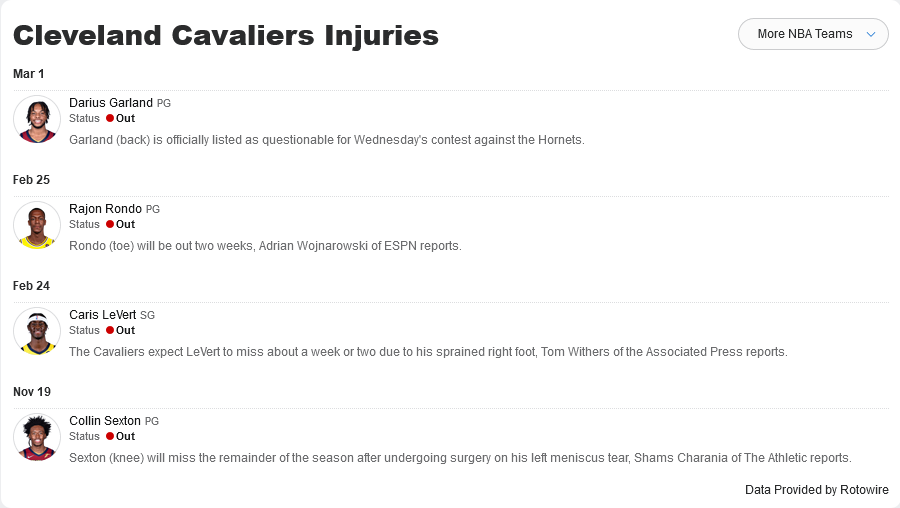 Cleveland Cavaliers Injuries
More NBA Teams
Mar 1
Darius Garland PG
Status Out
Garland (back) is officially listed as questionable for Wednesday's contest against the Hornets.
Feb 25
Rajon Rondo PG
Status Out
Rondo (toe) will be out two weeks, Adrian Wojnarowski of ESPN reports.
Feb 24
Caris LeVert SG
Status Out
The Cavaliers expect LeVert to miss about a week or two due to his sprained right foot, Tom Withers of the Associated Press reports.
Nov 19
Collin Sexton PG
Status Out
Sexton (knee) will miss the remainder of the season after undergoing surgery on his left meniscus tear, Shams Charania of The Athletic reports.
Data Provided by Rotowire